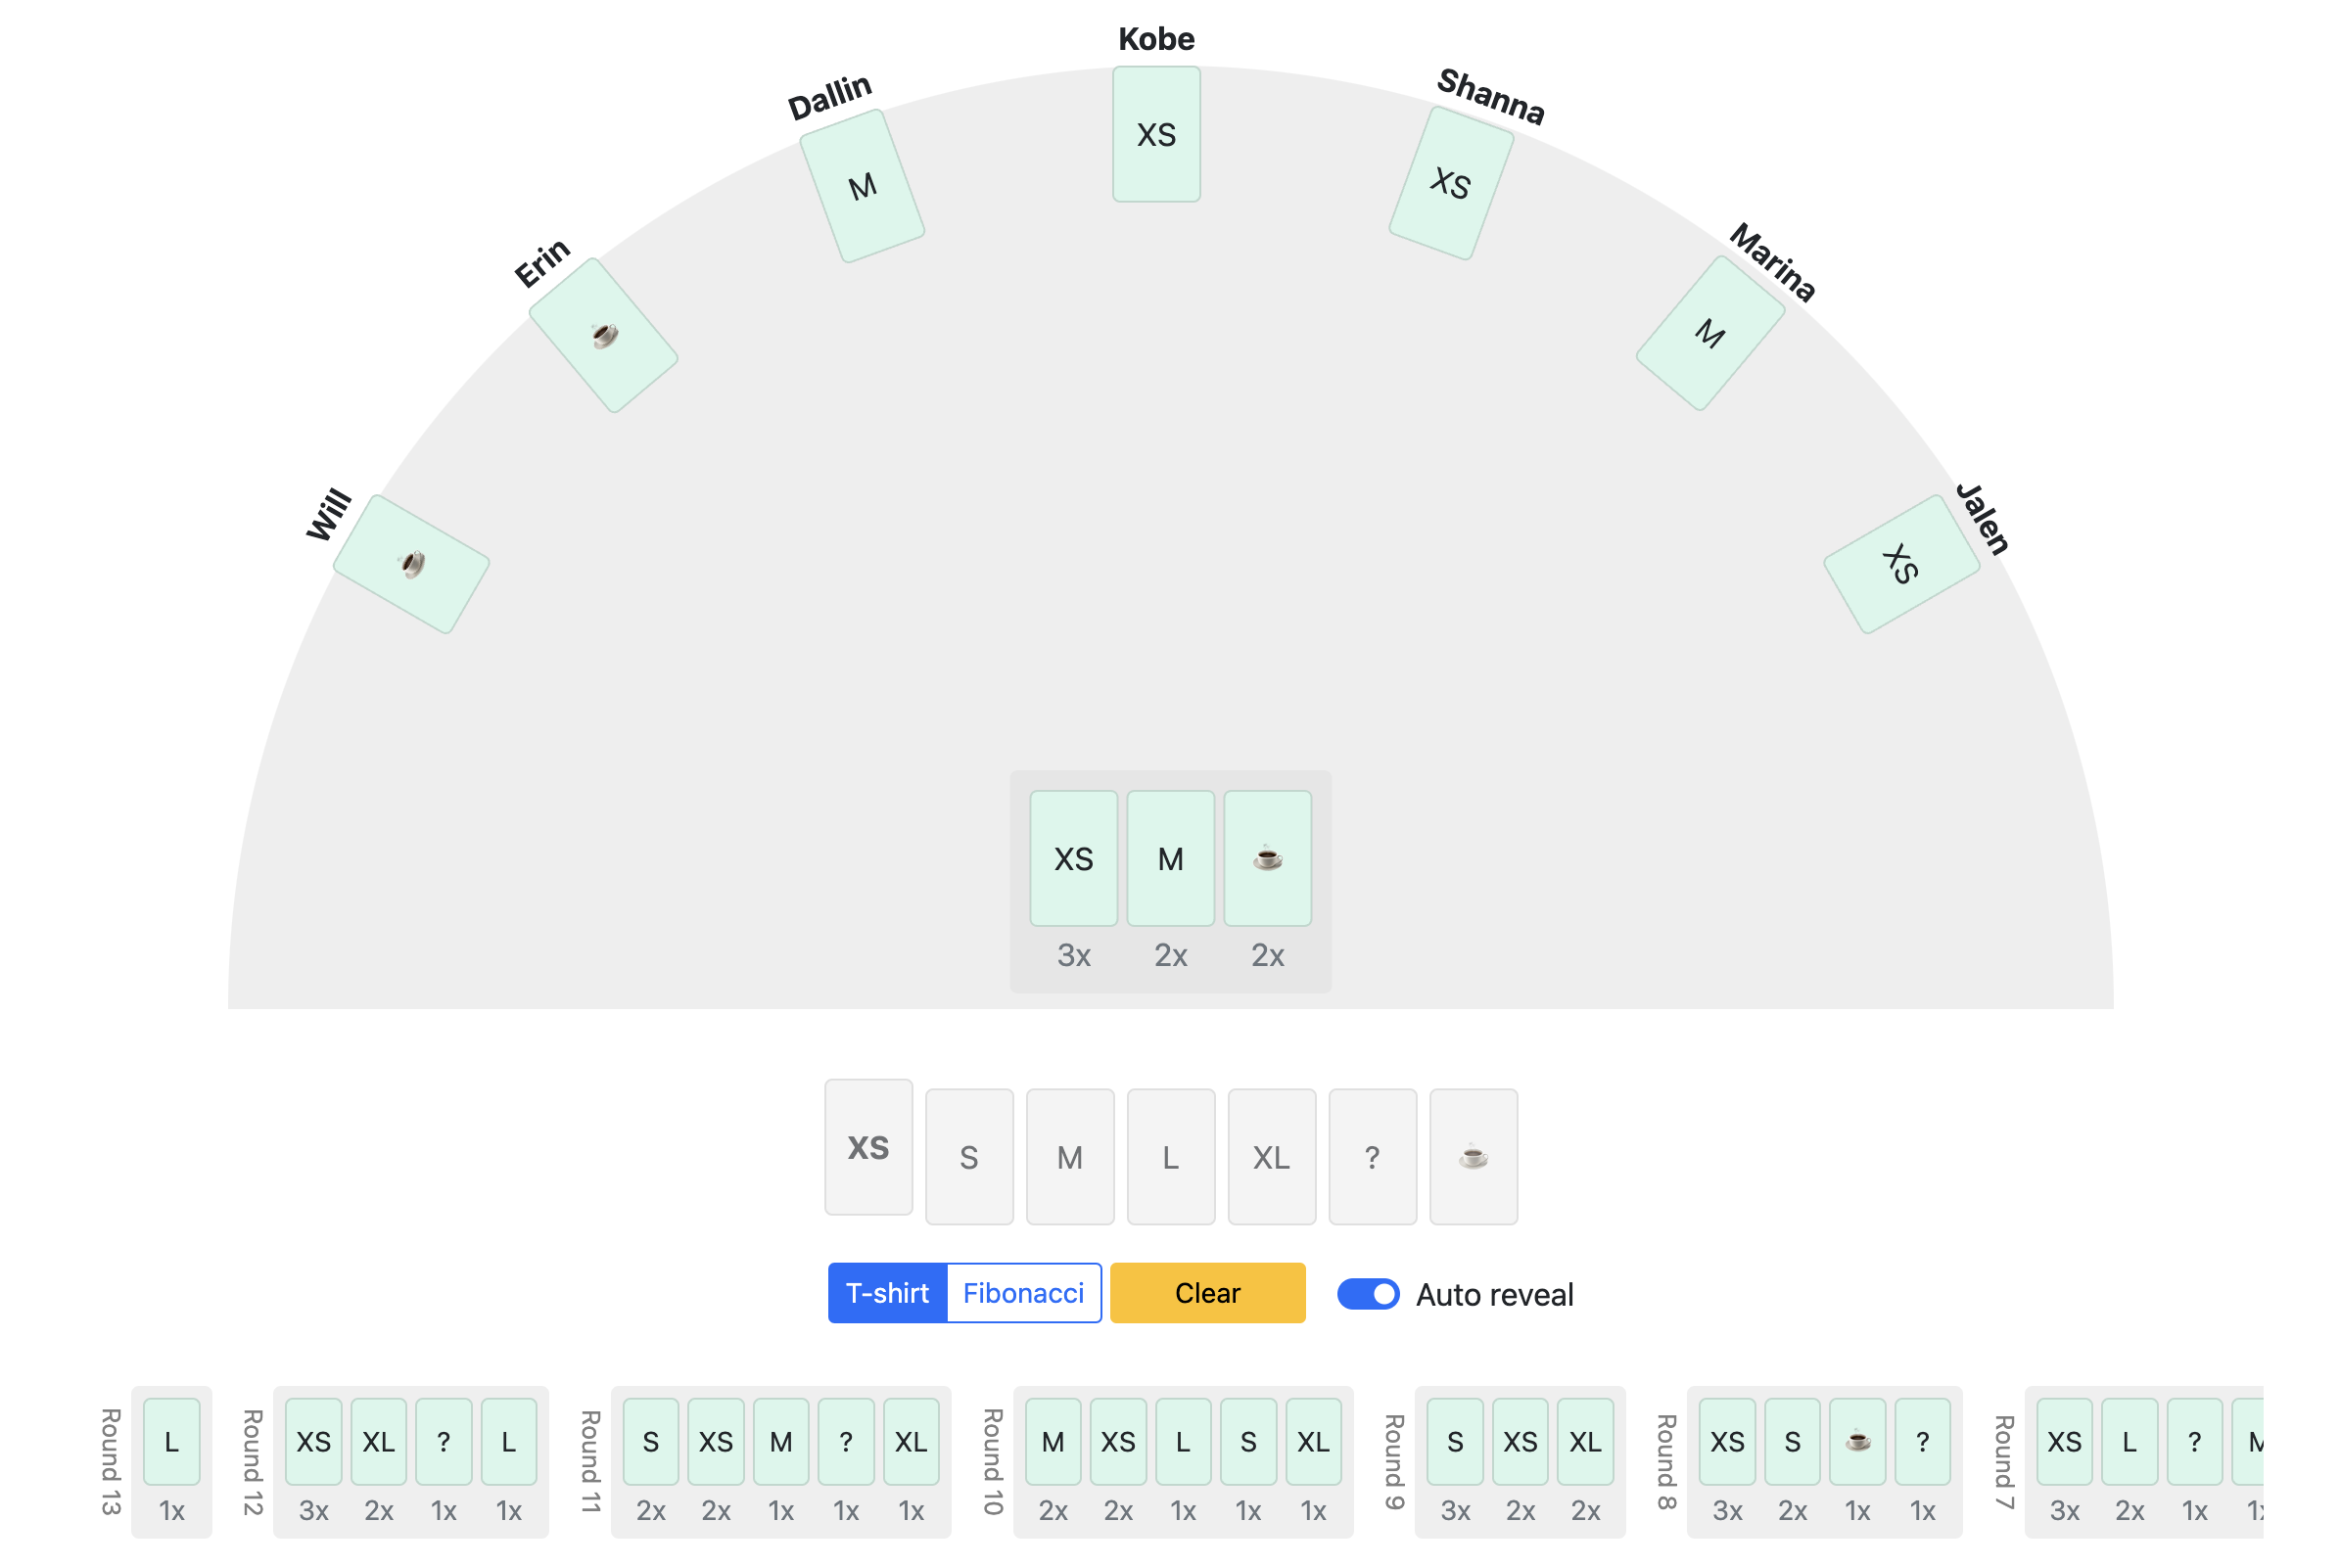 Kobe
Dallin
Shanna
Erin
Marina
Will
Jalen
XS
M
XS
XS
M
XS
XS M
3x 2x 2x
XS S M L XL ?
T-shirt Fibonacci Clear Auto reveal
Round 13
L
1x
Round 12
XS XL ? L
3x 2x 1x 1x
Round 11
S XS M ? XL
2x 2x 1x 1x 1x
Round 10
M XS L S XL
2x 2x 1x 1x 1x
Round 9
S XS XL
3x 2x 2x
Round 8
XS S ?
3x 2x 1x 1x
Round 7
XS L ? M
3x 2x 1x 1x